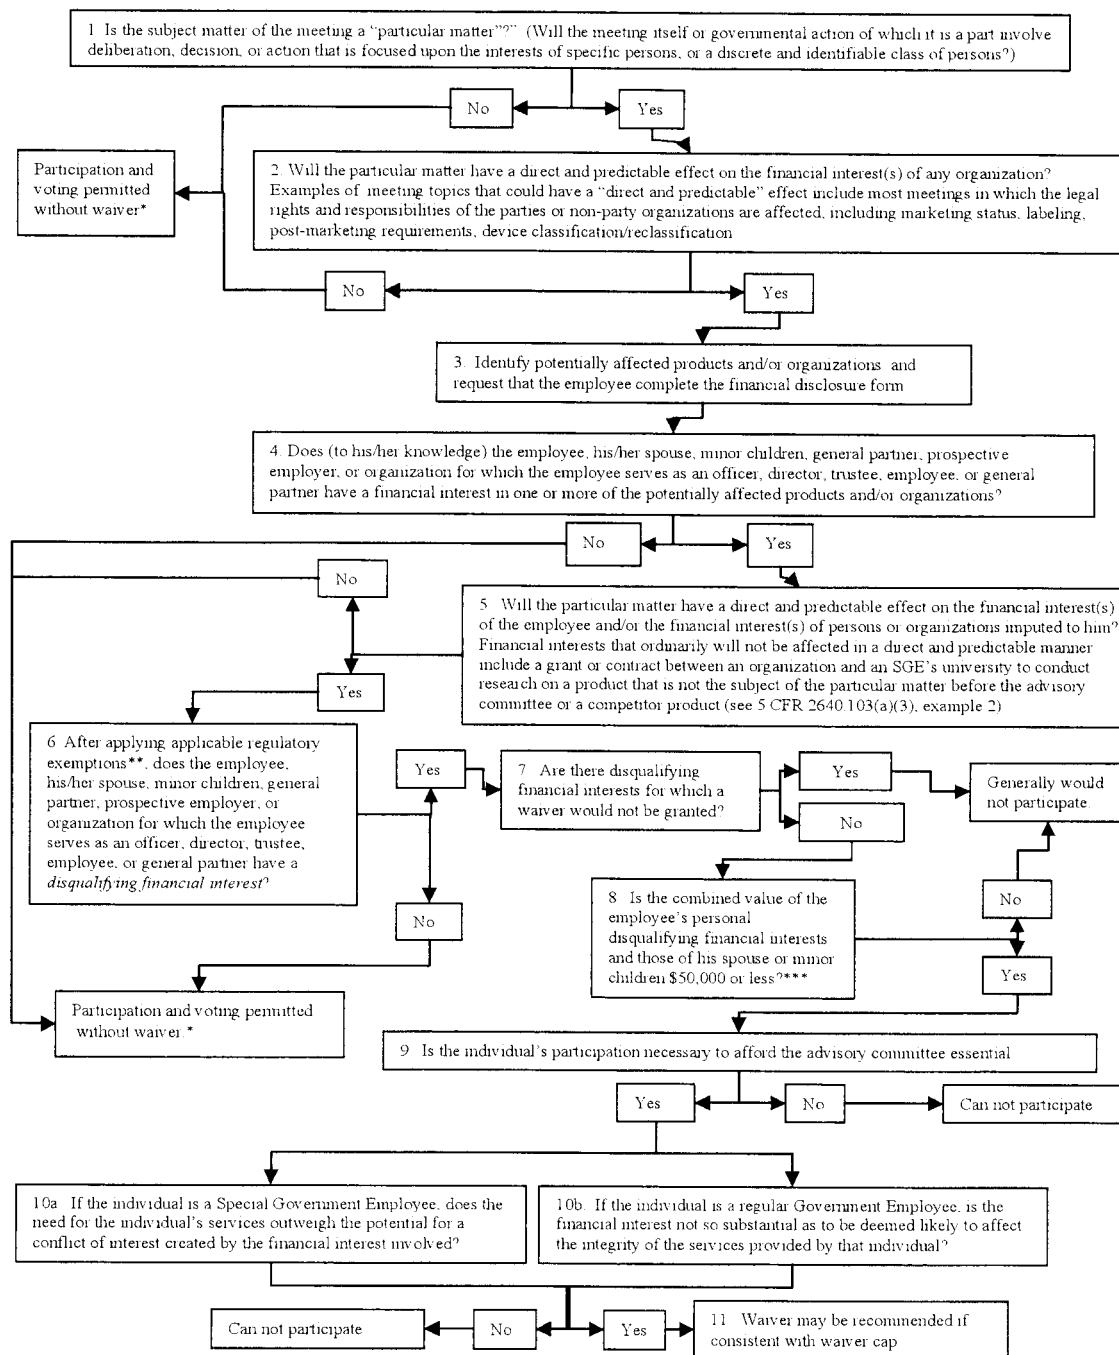 1 Is the subject matter of the meeting a “particular matter”?” (Will the meeting itself or governmental action of which it is a part involve
deliberation, decision, or action that is focused upon the interests of specific persons, or a discrete and identifiable class of persons?)
No
Yes
Participation and
voting permitted
without waiver*
2. Will the particular matter have a direct and predictable effect on the financial interest(s) of any organization?
Examples of meeting topics that could have a “direct and predictable” effect include most meetings in which the legal
rights and responsibilities of the parties or non-party organizations are affected, including marketing status, labeling,
post-marketing requirements, device classification/reclassification
No
Yes
3. Identify potentially affected products and/or organizations and
request that the employee complete the financial disclosure form
4. Does (to his/her knowledge) the employee, his/her spouse, minor children, general partner, prospective
employer, or organization for which the employee serves as an officer, director, trustee, employee, or general
partner have a financial interest in one or more of the potentially affected products and/or organizations?
No
Yes
No
5 Will the particular matter have a direct and predictable effect on the financial interest(s)
of the employee and/or the financial interest(s) of persons or organizations imputed to him?
Financial interests that ordinarily will not be affected in a direct and predictable manner
include a grant or contract between an organization and an SGE’s university to conduct
research on a product that is not the subject of the particular matter before the advisory
committee or a competitor product (see 5 CFR 2640.103(a)(3), example 2)
Yes
6 After applying applicable regulatory
exemptions**, does the employee,
his/her spouse, minor children, general
partner, prospective employer, or
organization for which the employee
serves as an officer, director, trustee,
employee, or general partner have a
disqualifying financial interest?
Yes
7 Are there disqualifying
financial interests for which a
waiver would not be granted?
Yes
No
Generally would
not participate.
No
8 Is the combined value of the
employee’s personal
disqualifying financial interests
and those of his spouse or minor
children $50,000 or less?***
No
Yes
Participation and voting permitted
without waiver.*
9 Is the individual’s participation necessary to afford the advisory committee essential
Yes
No
Can not participate
10a If the individual is a Special Government Employee, does the
need for the individual’s services outweigh the potential for a
conflict of interest created by the financial interest involved?
10b. If the individual is a regular Government Employee, is
the financial interest not so substantial as to be deemed likely to affect
the integrity of the services provided by that individual?
Can not participate
No
Yes
11 Waiver may be recommended if
consistent with waiver cap